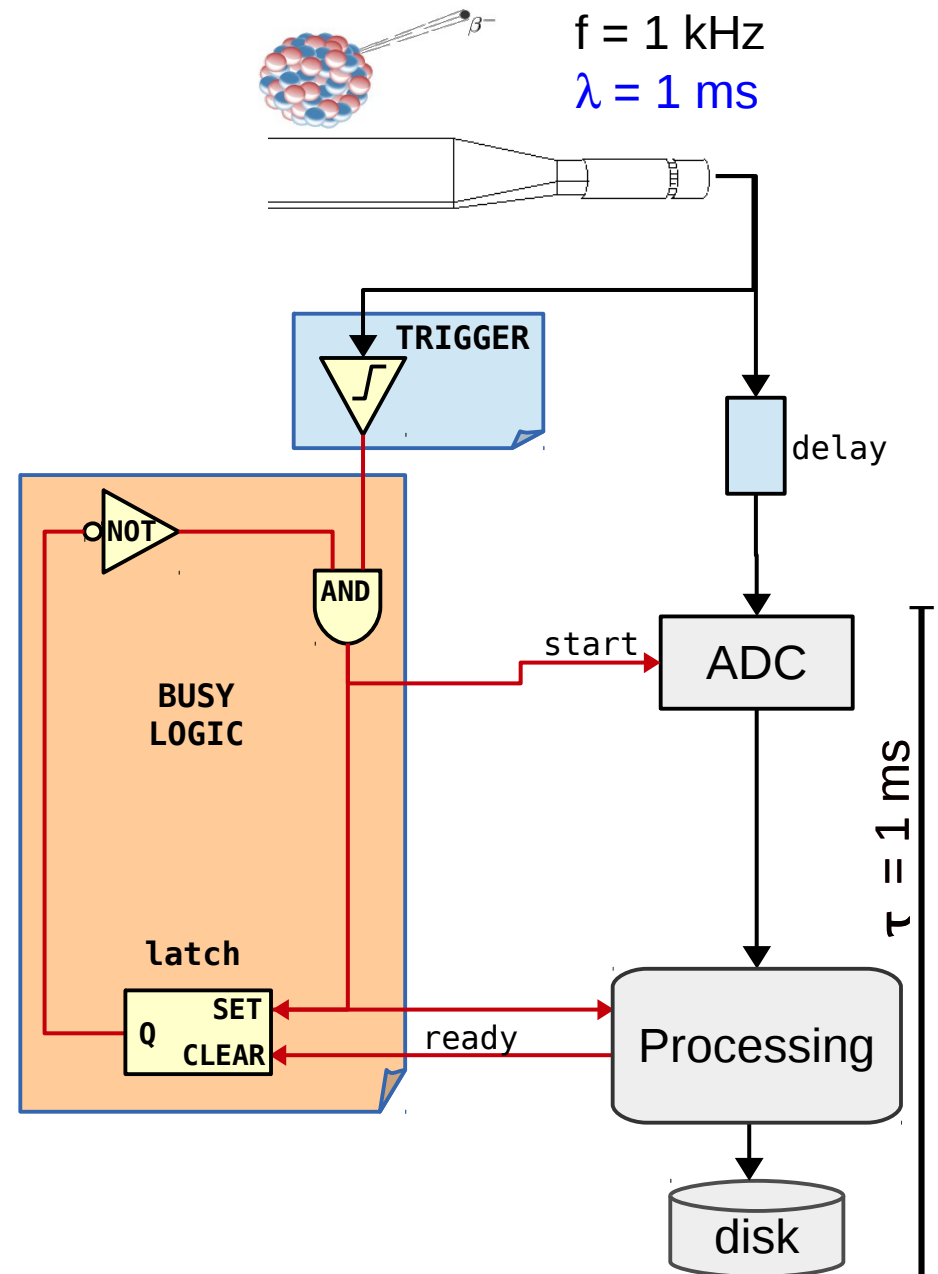 β⁻
f = 1 kHz
λ = 1 ms
TRIGGER
delay
NOT
AND
start
ADC
BUSY
LOGIC
τ = 1 ms
latch
SET
Q
CLEAR
ready
Processing
disk